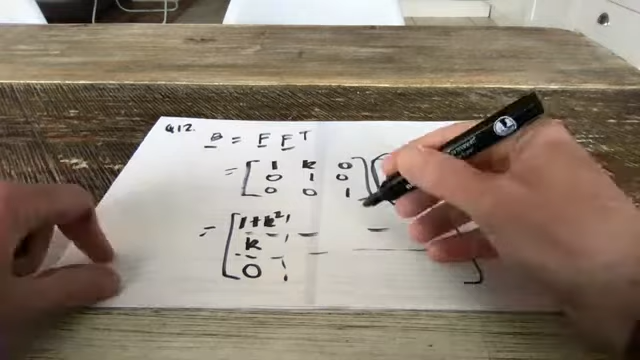 Q12. B = F F T
= [ 1 k 0
0 1 0
0 0 1 ] [
= [ 1+k²
k
0 ]